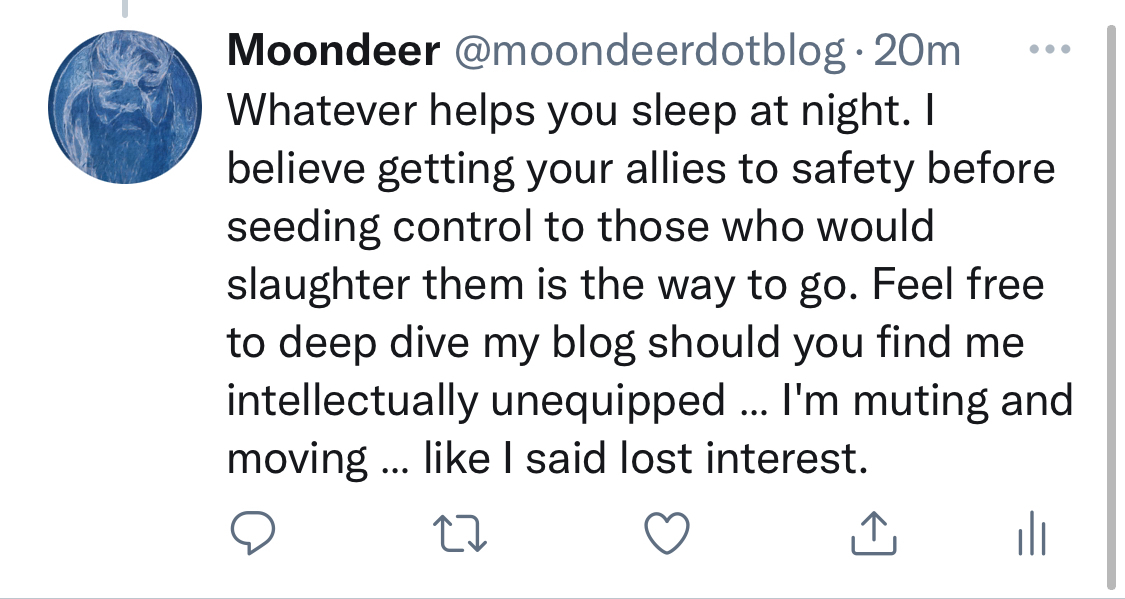 Moondeer @moondeerdotblog · 20m
Whatever helps you sleep at night. I
believe getting your allies to safety before
seeding control to those who would
slaughter them is the way to go. Feel free
to deep dive my blog should you find me
intellectually unequipped ... I'm muting and
moving ... like I said lost interest.